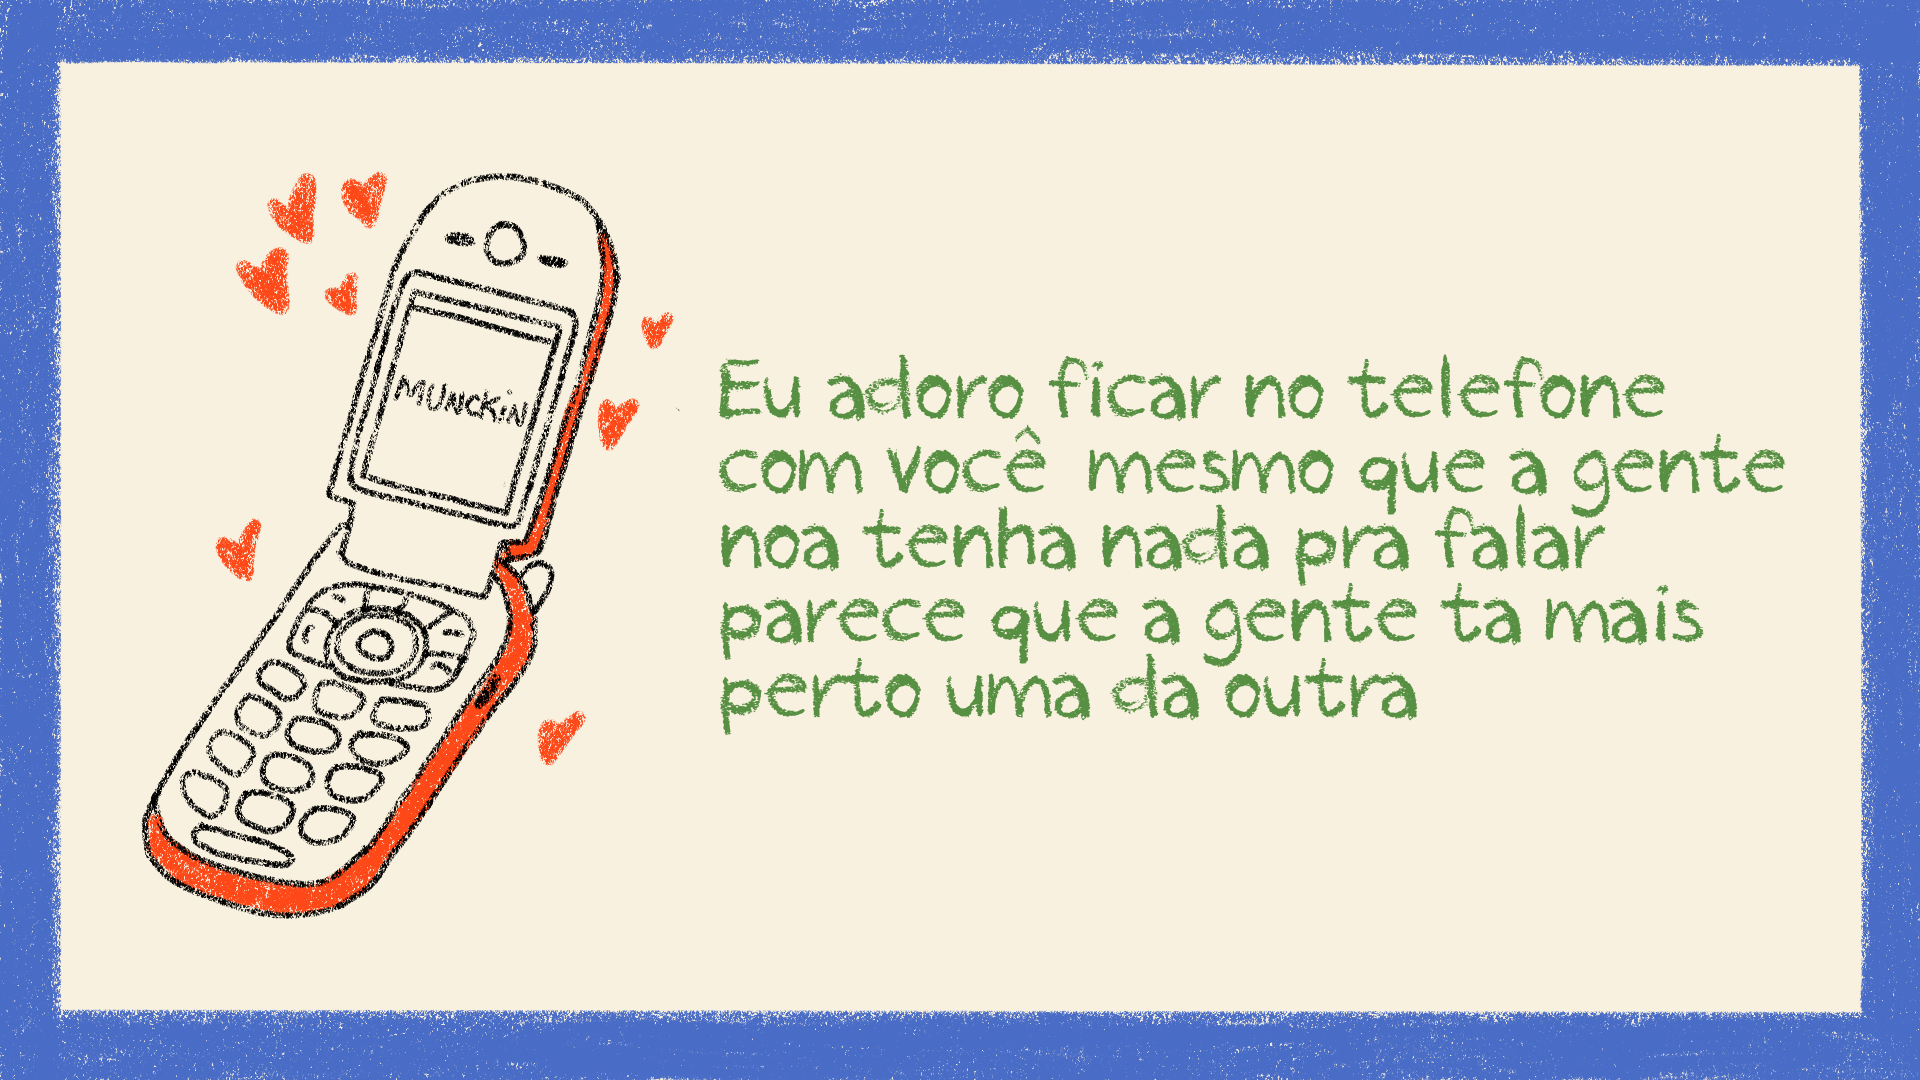 MUNCKiN
Eu adoro ficar no telefone
com você mesmo que a gente
noa tenha nada pra falar
parece que a gente ta mais
perto uma da outra